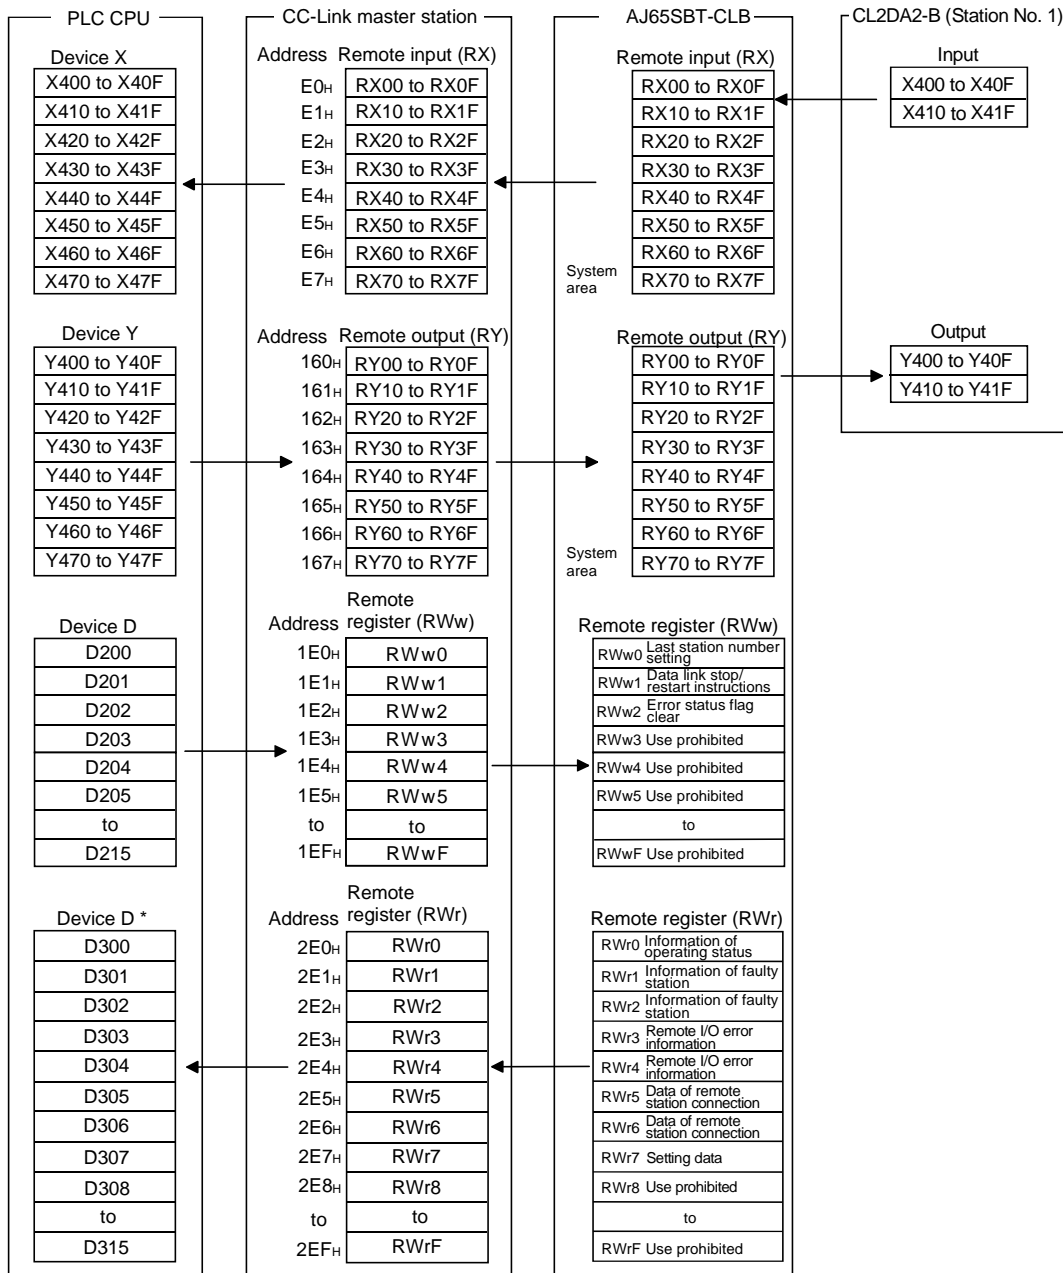 PLC CPU
CC-Link master station
AJ65SBT-CLB
CL2DA2-B (Station No. 1)
Device X
X400 to X40F
X410 to X41F
X420 to X42F
X430 to X43F
X440 to X44F
X450 to X45F
X460 to X46F
X470 to X47F
Address Remote input (RX)
E0H RX00 to RX0F
E1H RX10 to RX1F
E2H RX20 to RX2F
E3H RX30 to RX3F
E4H RX40 to RX4F
E5H RX50 to RX5F
E6H RX60 to RX6F
E7H RX70 to RX7F
Remote input (RX)
RX00 to RX0F
RX10 to RX1F
RX20 to RX2F
RX30 to RX3F
RX40 to RX4F
RX50 to RX5F
RX60 to RX6F
System
area
RX70 to RX7F
Input
X400 to X40F
X410 to X41F
Device Y
Y400 to Y40F
Y410 to Y41F
Y420 to Y42F
Y430 to Y43F
Y440 to Y44F
Y450 to Y45F
Y460 to Y46F
Y470 to Y47F
Address Remote output (RY)
160H RY00 to RY0F
161H RY10 to RY1F
162H RY20 to RY2F
163H RY30 to RY3F
164H RY40 to RY4F
165H RY50 to RY5F
166H RY60 to RY6F
167H RY70 to RY7F
Remote output (RY)
RY00 to RY0F
RY10 to RY1F
RY20 to RY2F
RY30 to RY3F
RY40 to RY4F
RY50 to RY5F
RY60 to RY6F
System
area
RY70 to RY7F
Output
Y400 to Y40F
Y410 to Y41F
Device D
D200
D201
D202
D203
D204
D205
to
D215
Remote
Address register (RWw)
1E0H RWw0
1E1H RWw1
1E2H RWw2
1E3H RWw3
1E4H RWw4
1E5H RWw5
to to
1EFH RWwF
Remote register (RWw)
RWw0 Last station number
setting
RWw1 Data link stop/
restart instructions
RWw2 Error status flag
clear
RWw3 Use prohibited
RWw4 Use prohibited
RWw5 Use prohibited
to
RWwF Use prohibited
Device D *
D300
D301
D302
D303
D304
D305
D306
D307
D308
to
D315
Remote
Address register (RWr)
2E0H RWr0
2E1H RWr1
2E2H RWr2
2E3H RWr3
2E4H RWr4
2E5H RWr5
2E6H RWr6
2E7H RWr7
2E8H RWr8
to to
2EFH RWrF
Remote register (RWr)
RWr0 Information of
operating status
RWr1 Information of faulty
station
RWr2 Information of faulty
station
RWr3 Remote I/O error
information
RWr4 Remote I/O error
information
RWr5 Data of remote
station connection
RWr6 Data of remote
station connection
RWr7 Setting data
RWr8 Use prohibited
to
RWrF Use prohibited